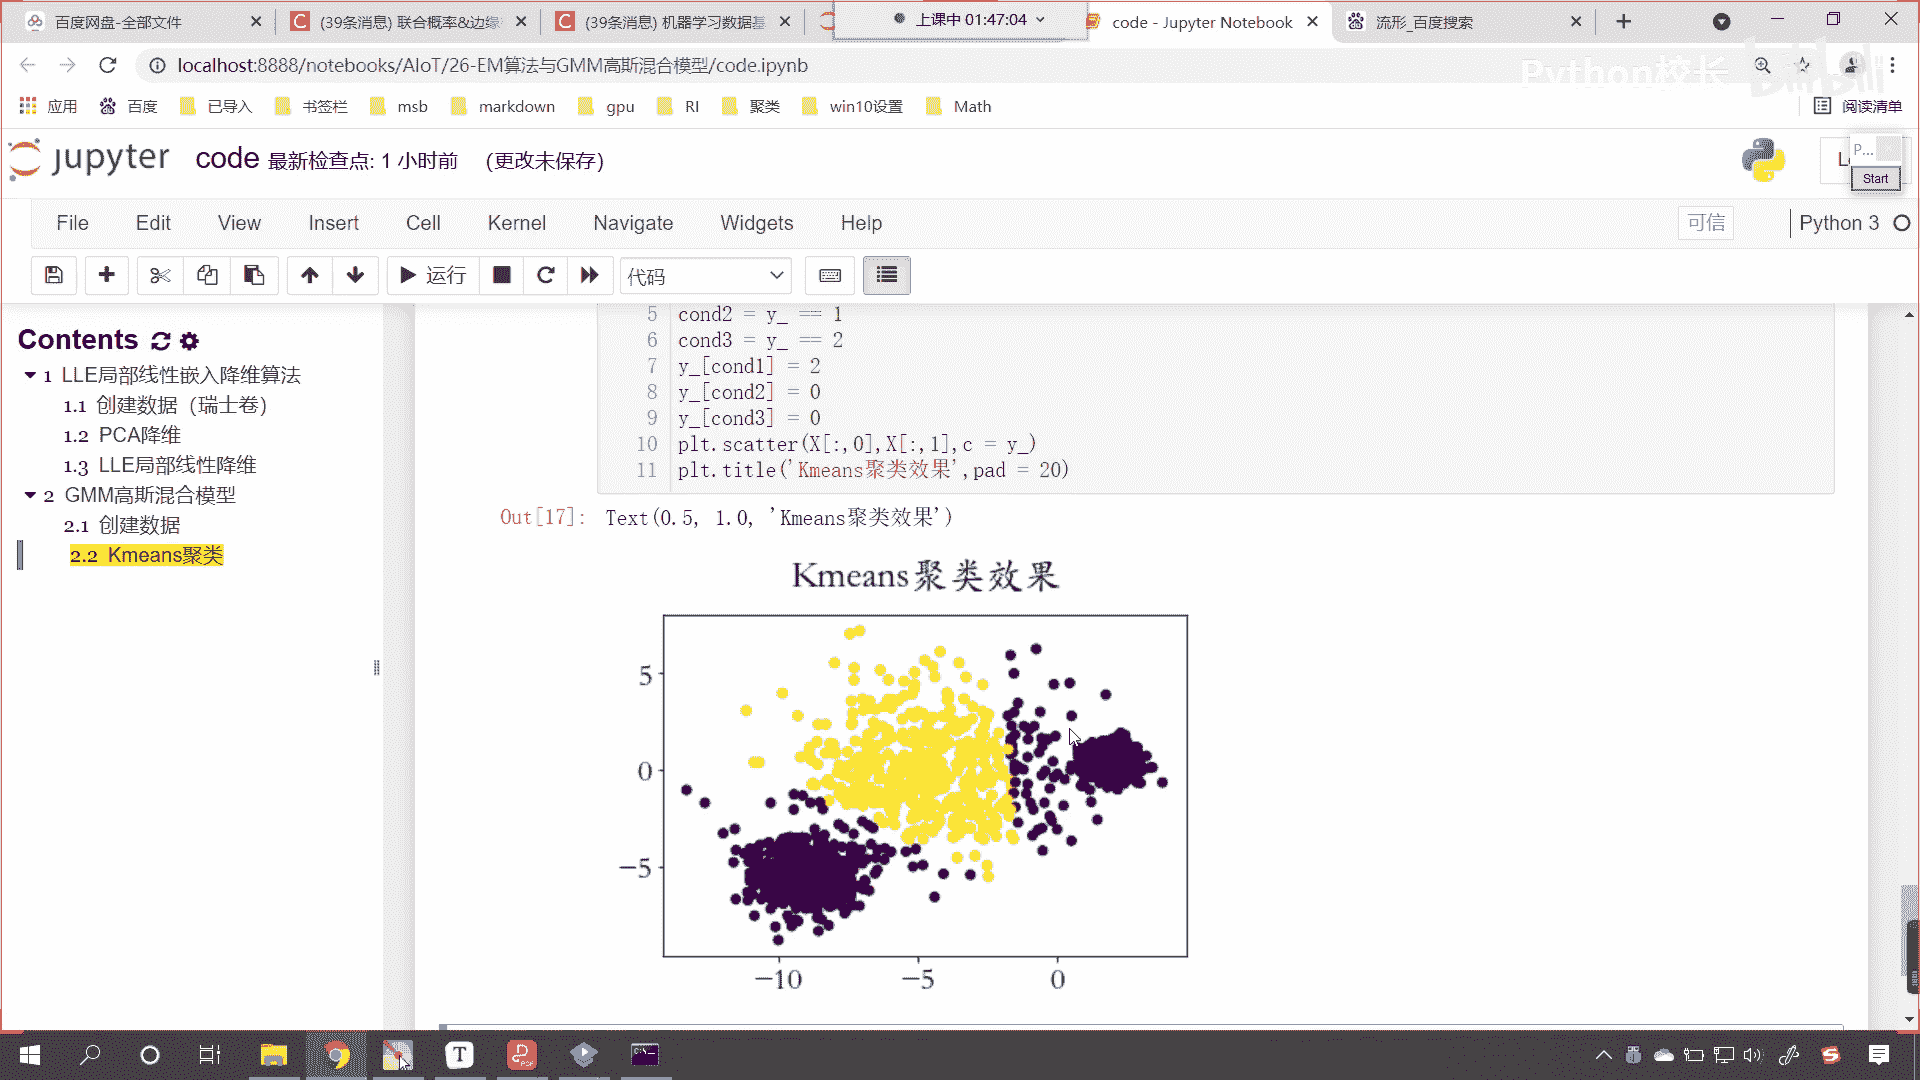 百度网盘-全部文件
(39条消息) 联合概率&边缘
(39条消息) 机器学习数据基
上课中 01:47:04
code - Jupyter Notebook
流形_百度搜索
localhost:8888/notebooks/AIoT/26-EM算法与GMM高斯混合模型/code.ipynb
Python校长
bilibili
应用
百度
已导入
书签栏
msb
markdown
gpu
RI
聚类
win10设置
Math
阅读清单
jupyter
code 最新检查点: 1 小时前 (更改未保存)
P...
Start
File Edit View Insert Cell Kernel Navigate Widgets Help
可信
Python 3
运行
代码
Contents
1 LLE局部线性嵌入降维算法
1.1 创建数据（瑞士卷）
1.2 PCA降维
1.3 LLE局部线性降维
2 GMM高斯混合模型
2.1 创建数据
2.2 Kmeans聚类
5 cond2 = y_ == 1
6 cond3 = y_ == 2
7 y_[cond1] = 2
8 y_[cond2] = 0
9 y_[cond3] = 0
10 plt.scatter(X[:,0],X[:,1],c = y_)
11 plt.title('Kmeans聚类效果',pad = 20)
Out[17]: Text(0.5, 1.0, 'Kmeans聚类效果')
Kmeans聚类效果
5
0
−5
−10 −5 0